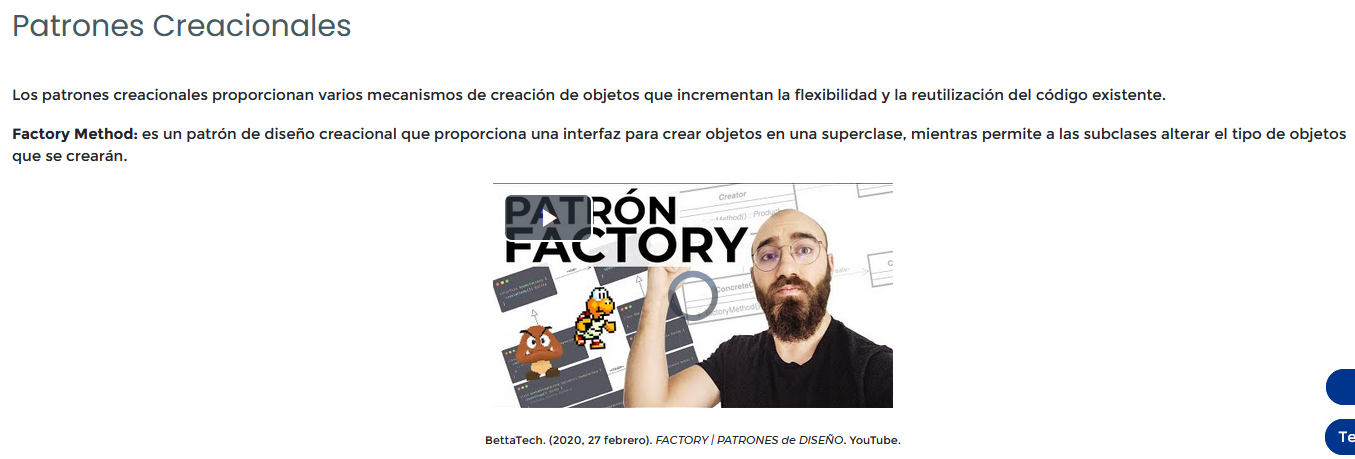 Patrones Creacionales
Los patrones creacionales proporcionan varios mecanismos de creación de objetos que incrementan la flexibilidad y la reutilización del código existente.
Factory Method: es un patrón de diseño creacional que proporciona una interfaz para crear objetos en una superclase, mientras permite a las subclases alterar el tipo de objetos
que se crearán.
PATRÓN
FACTORY
Creator
Method() : Product
ConcreteC
ctoryMethod()
BettaTech. (2020, 27 febrero). FACTORY | PATRONES de DISEÑO. YouTube.
Te